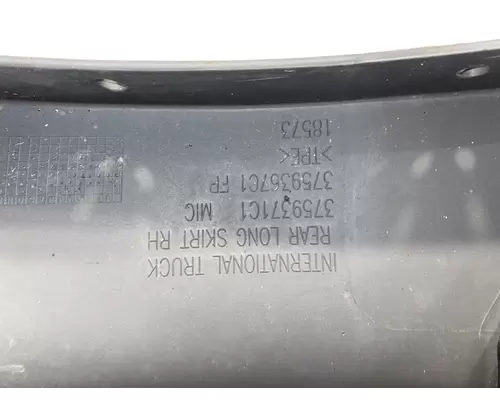 INTERNATIONAL TRUCK
REAR LONG SKIRT RH
3759371C1 MIC
3759367C1 FP
>TPE<
18573